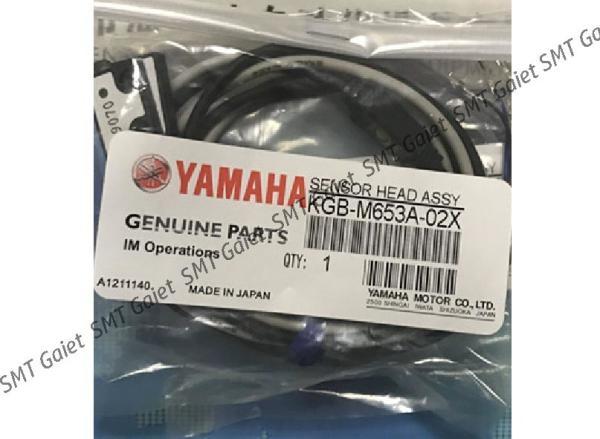 9070
YAMAHA
SENSOR HEAD ASSY
KGB-M653A-02X
GENUINE PARTS
IM Operations
QTY: 1
A1211140.
MADE IN JAPAN
YAMAHA MOTOR CO., LTD.
2500 SHINGAI IWATA SHIZUOKA JAPAN
SMT Gaiet SMT Gaiet SMT Gaiet SMT Gaiet SMT Gaiet SMT Gaiet